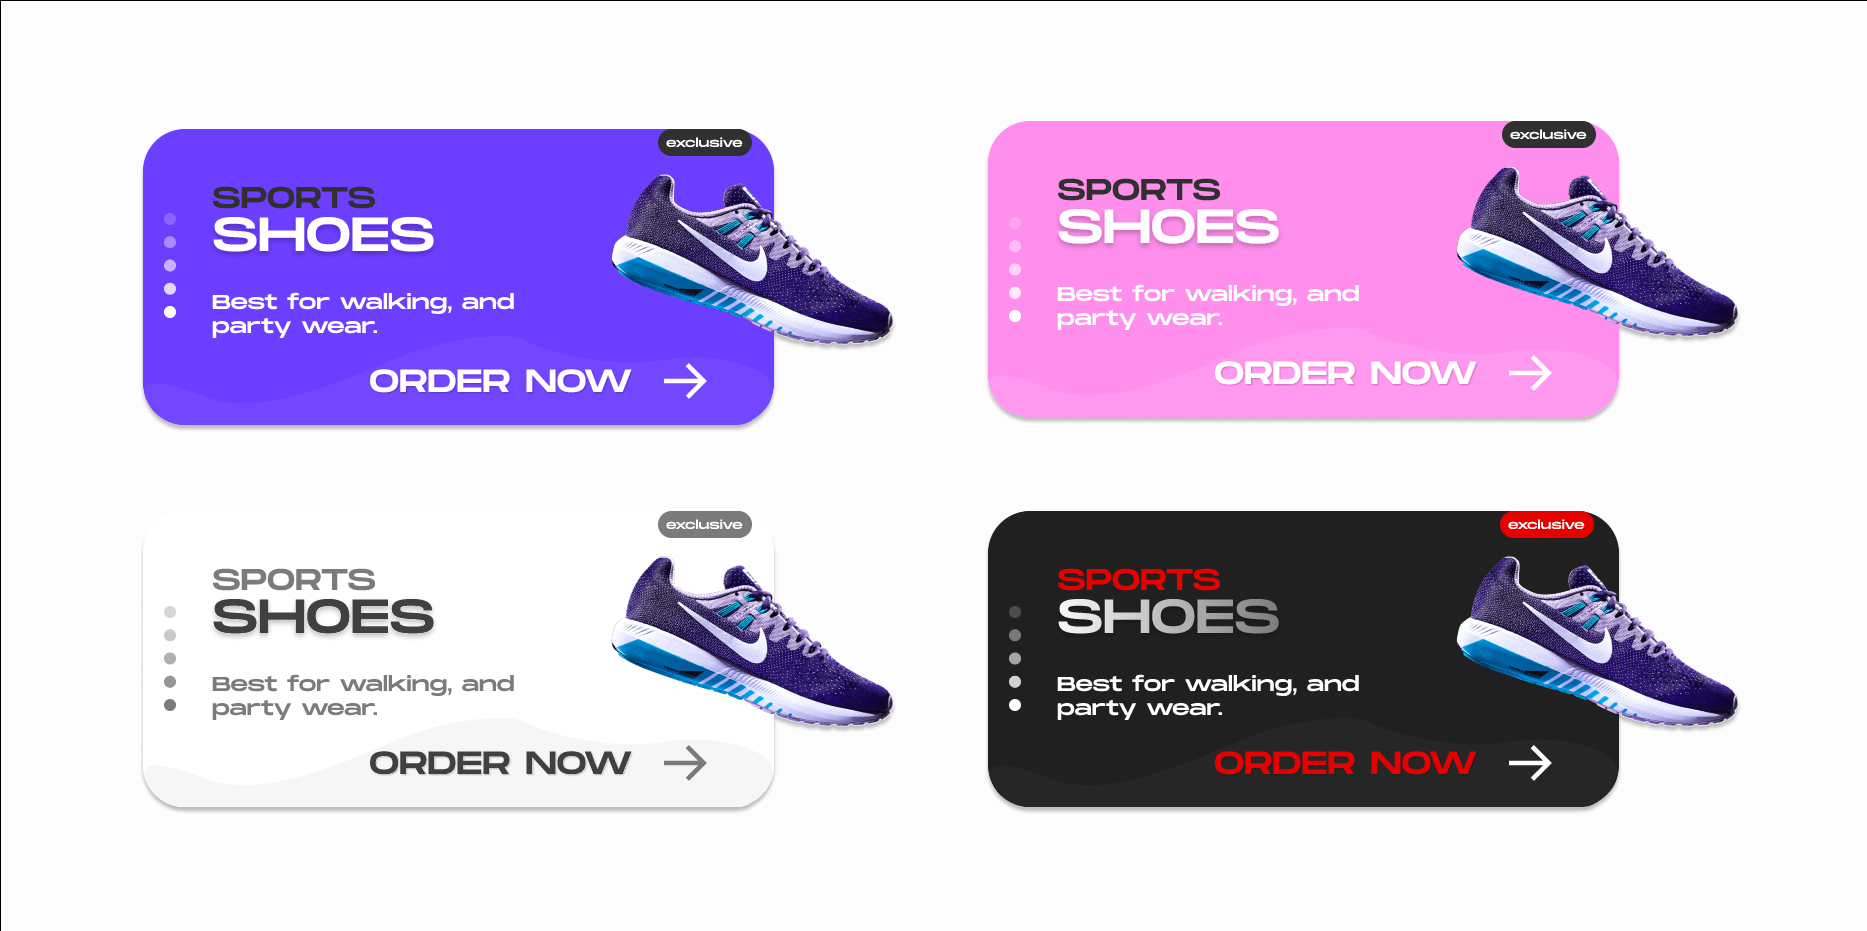 exclusive
SPORTS
SHOES
Best for walking, and
party wear.
ORDER NOW
exclusive
SPORTS
SHOES
Best for walking, and
party wear.
ORDER NOW
exclusive
SPORTS
SHOES
Best for walking, and
party wear.
ORDER NOW
exclusive
SPORTS
SHOES
Best for walking, and
party wear.
ORDER NOW